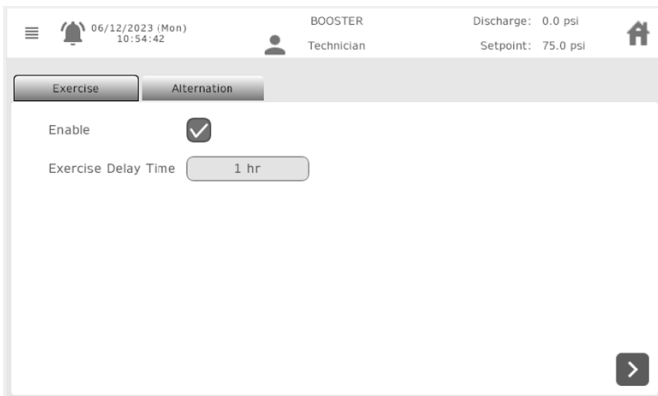 06/12/2023 (Mon)
10:54:42
BOOSTER
Technician
Discharge: 0.0 psi
Setpoint: 75.0 psi
Exercise
Alternation
Enable
Exercise Delay Time 1 hr